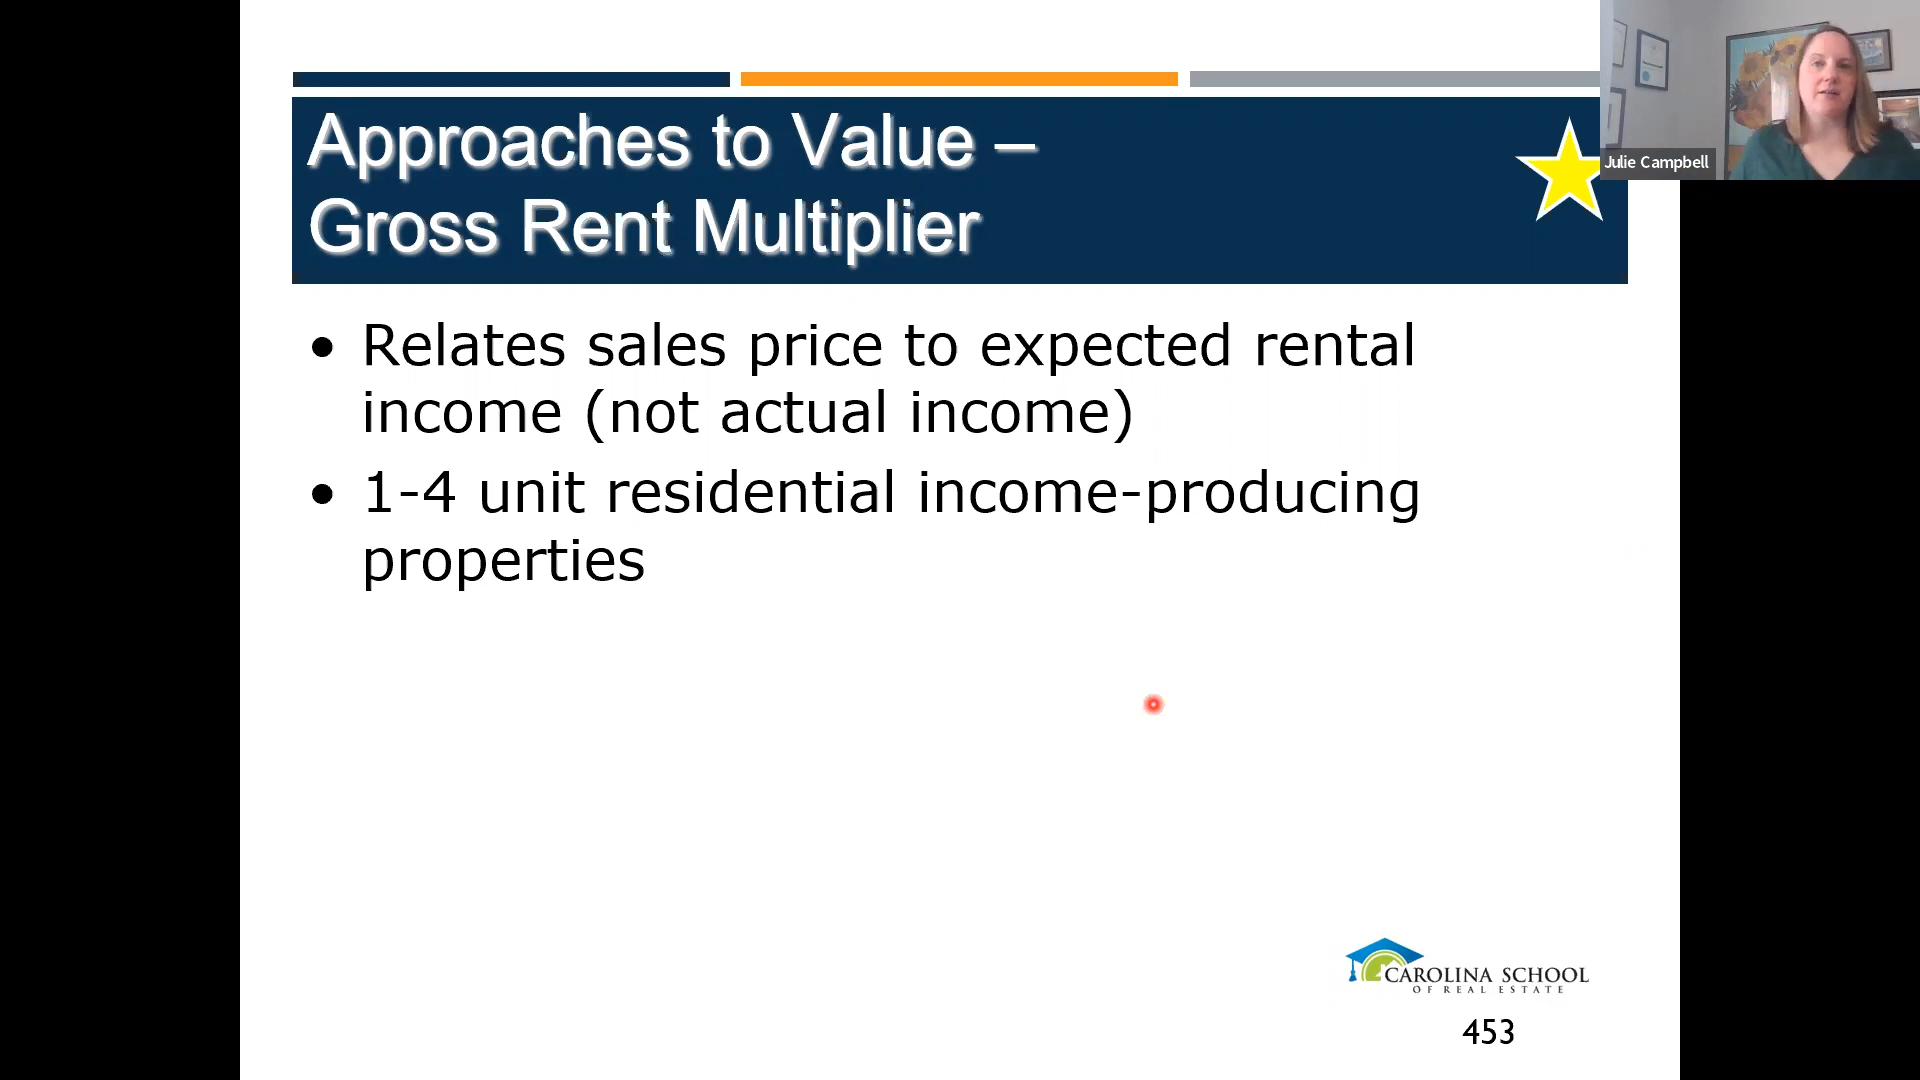 Approaches to Value –
Gross Rent Multiplier
Julie Campbell
• Relates sales price to expected rental
income (not actual income)
• 1-4 unit residential income-producing
properties
CAROLINA SCHOOL
OF REAL ESTATE
453